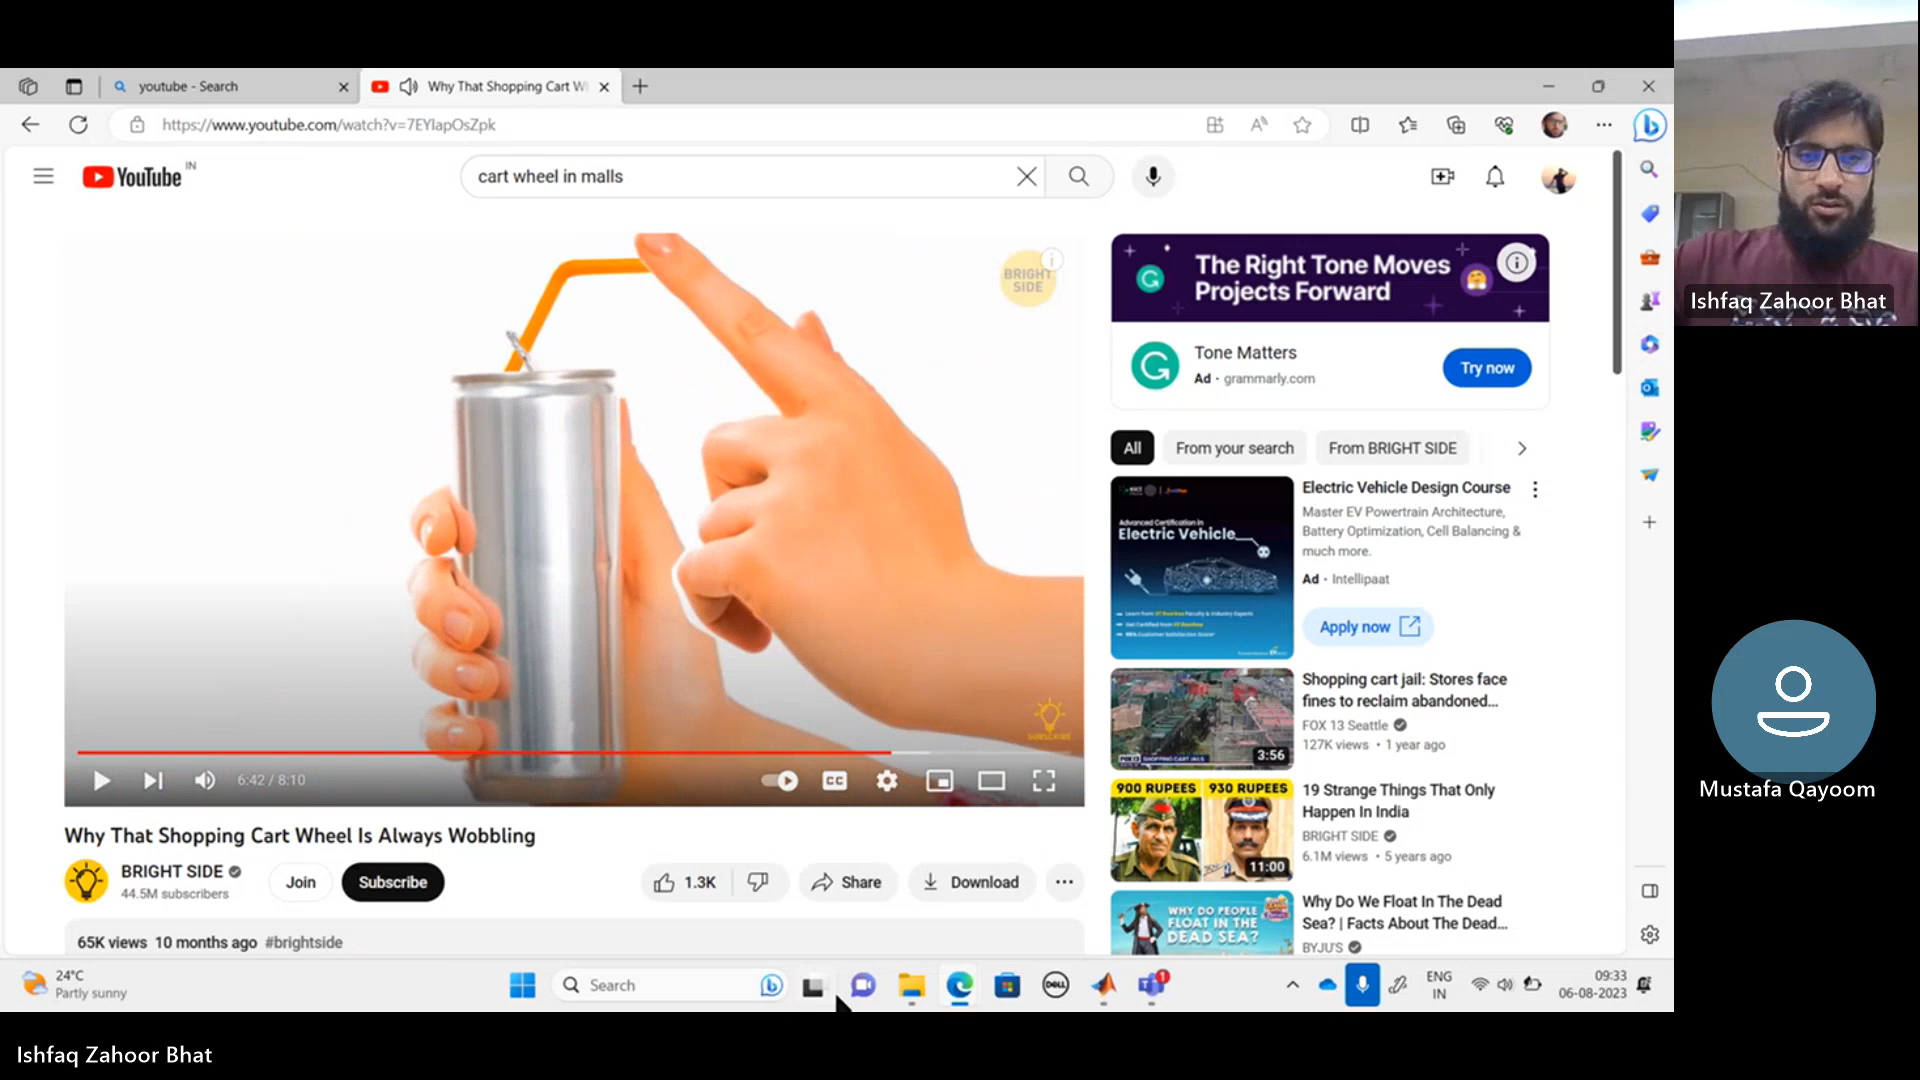 youtube - Search
Why That Shopping Cart W
https://www.youtube.com/watch?v=7EYlapOsZpk
YouTube IN
cart wheel in malls
BRIGHT
SIDE
SUBSCRIBE
6:42 / 8:10
CC
Why That Shopping Cart Wheel Is Always Wobbling
BRIGHT SIDE
44.5M subscribers
Join
Subscribe
1.3K
Share
Download
65K views 10 months ago #brightside
The Right Tone Moves
Projects Forward
Tone Matters
Ad · grammarly.com
Try now
All
From your search
From BRIGHT SIDE
Advanced Certification in
Electric Vehicle
Electric Vehicle Design Course
Master EV Powertrain Architecture,
Battery Optimization, Cell Balancing &
much more.
Ad · Intellipaat
Apply now
3:56
Shopping cart jail: Stores face
fines to reclaim abandoned...
FOX 13 Seattle
127K views • 1 year ago
900 RUPEES
930 RUPEES
11:00
19 Strange Things That Only
Happen In India
BRIGHT SIDE
6.1M views • 5 years ago
WHY DO PEOPLE
FLOAT IN THE
DEAD SEA?
Why Do We Float In The Dead
Sea? | Facts About The Dead...
BYJU'S
24°C
Partly sunny
Search
DELL
1
ENG
IN
09:33
06-08-2023
Ishfaq Zahoor Bhat
Mustafa Qayoom
Ishfaq Zahoor Bhat